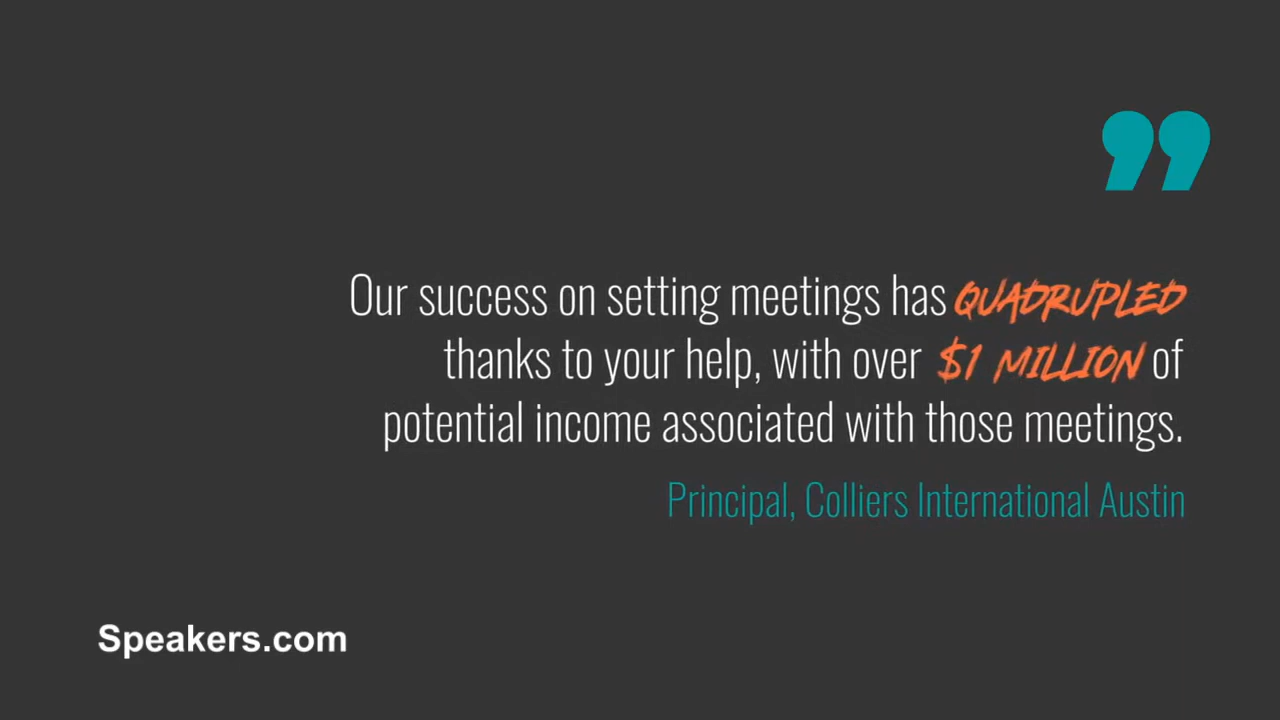 ”
Our success on setting meetings has QUADRUPLED
thanks to your help, with over $1 MILLION of
potential income associated with those meetings.
Principal, Colliers International Austin
Speakers.com